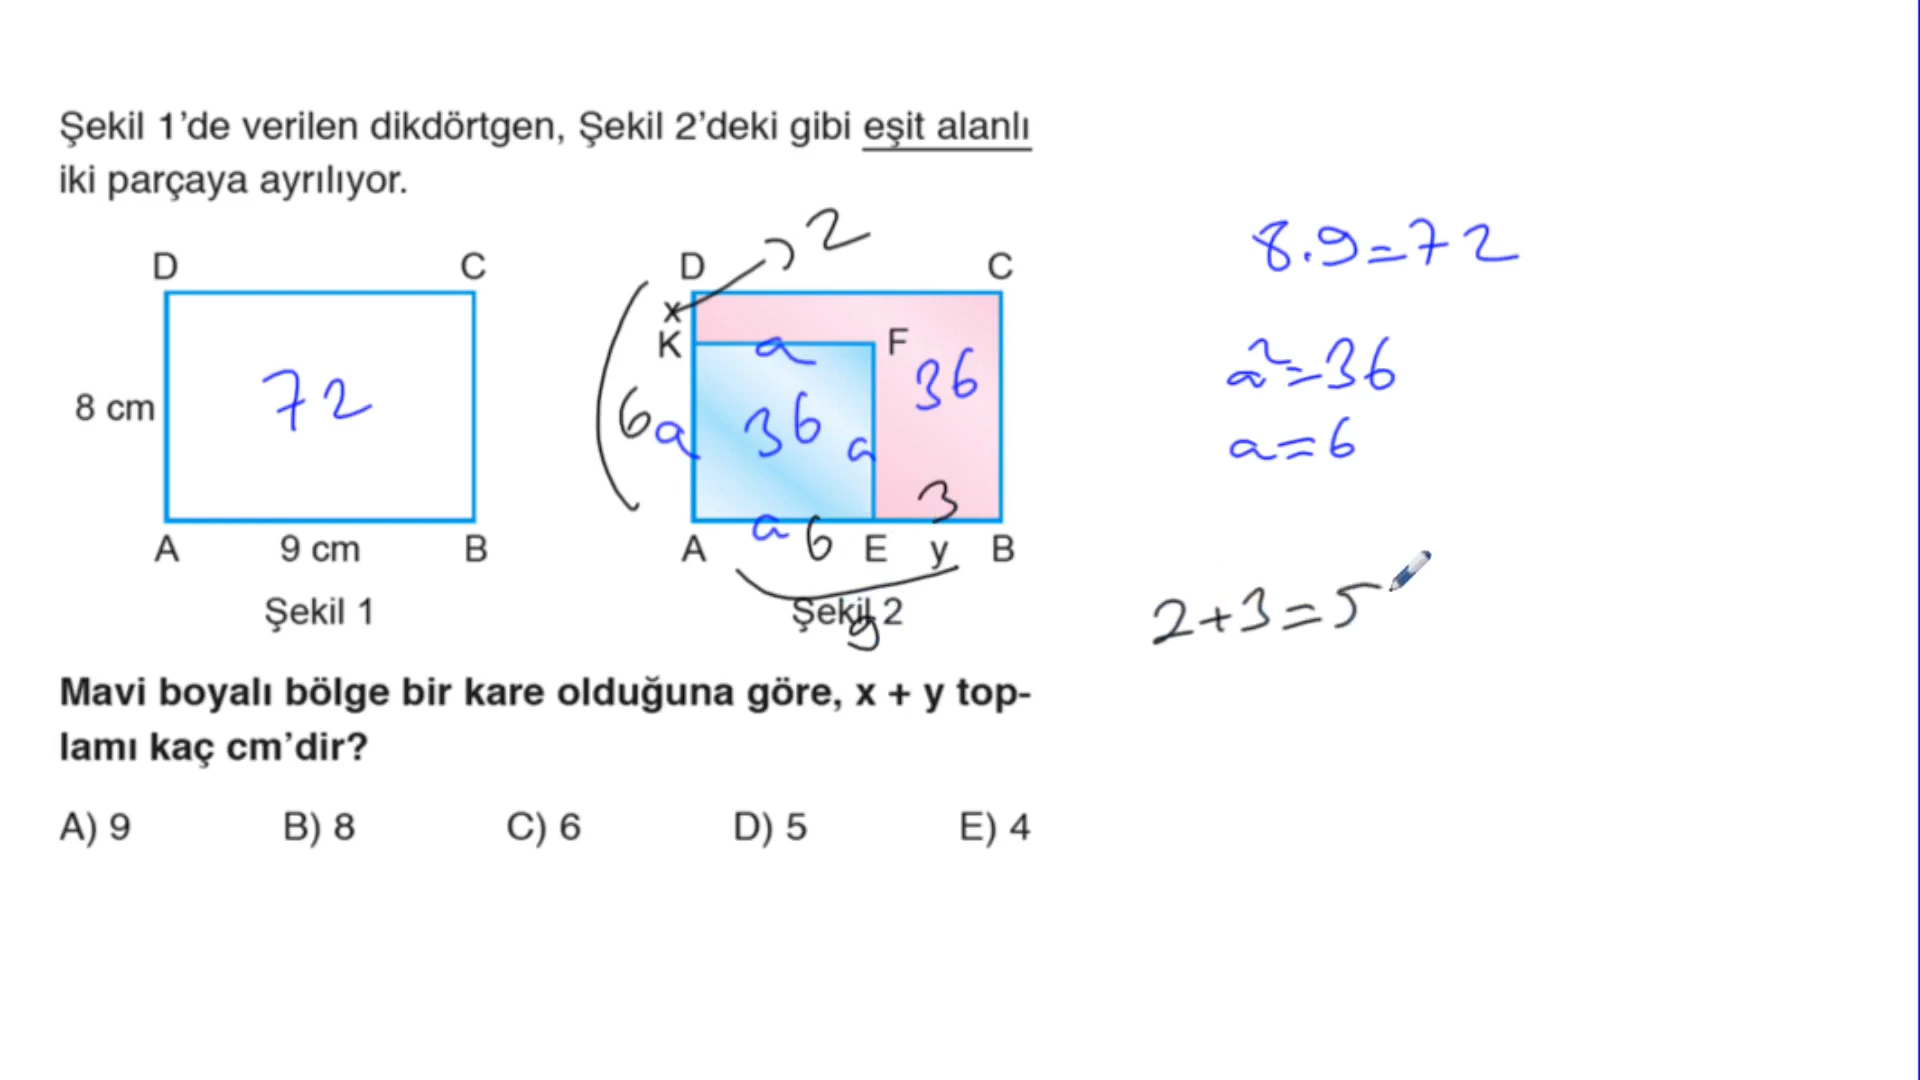 Şekil 1’de verilen dikdörtgen, Şekil 2’deki gibi eşit alanlı
iki parçaya ayrılıyor.
D C
8 cm
72
A 9 cm B
Şekil 1
2
D C
x
K F
6 a
a
36
a
36
3
a 6
A E y B
Şekil 2
9
8.9=72
a²=36
a=6
2+3=5
Mavi boyalı bölge bir kare olduğuna göre, x + y top-
lamı kaç cm’dir?
A) 9 B) 8 C) 6 D) 5 E) 4